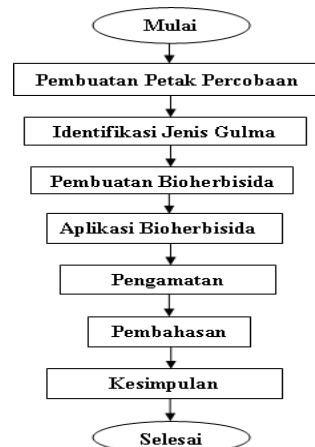 Mulai
Pembuatan Petak Percobaan
Identifikasi Jenis Gulma
Pembuatan Bioherbisida
Aplikasi Bioherbisida
Pengamatan
Pembahasan
Kesimpulan
Selesai